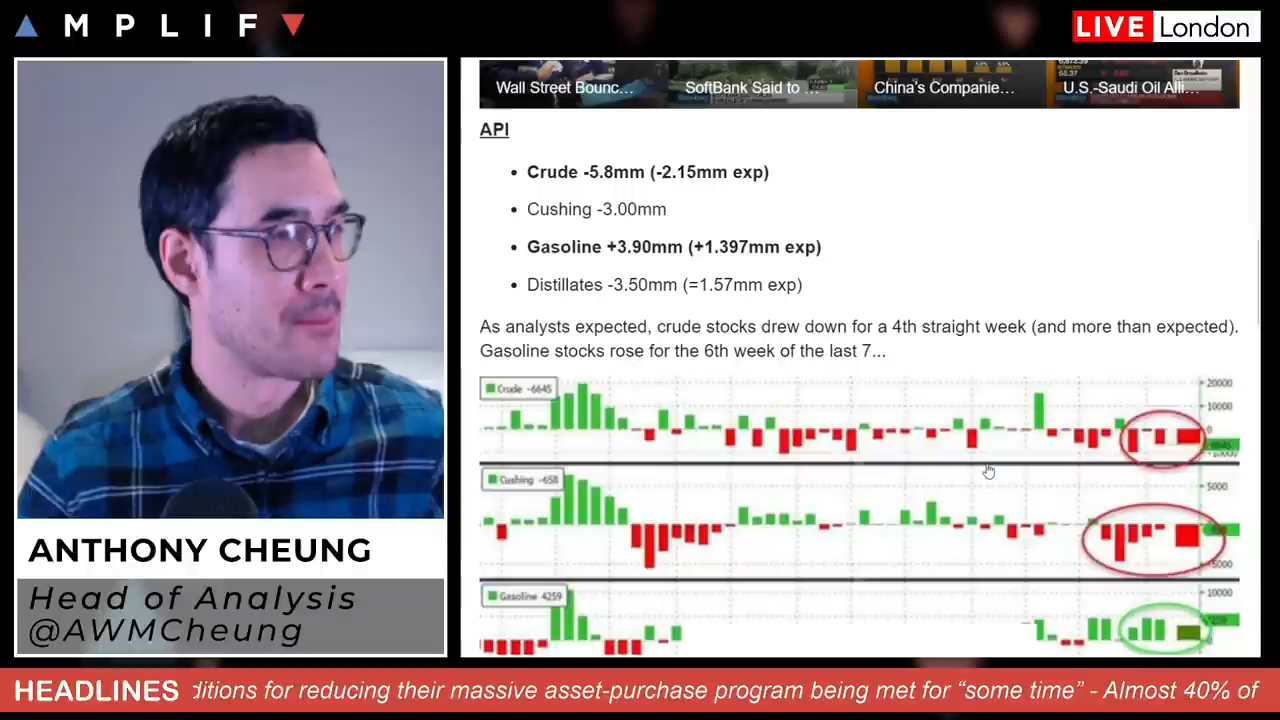 AMPLIFY
LIVE London
Wall Street Bounc...
SoftBank Said to ...
China's Companie...
U.S.-Saudi Oil Alli...
API
• Crude -5.8mm (-2.15mm exp)
• Cushing -3.00mm
• Gasoline +3.90mm (+1.397mm exp)
• Distillates -3.50mm (=1.57mm exp)
As analysts expected, crude stocks drew down for a 4th straight week (and more than expected).
Gasoline stocks rose for the 6th week of the last 7...
Crude -6645
20000
10000
0
Cushing -658
5000
Gasoline 4259
10000
0
ANTHONY CHEUNG
Head of Analysis
@AWMCheung
HEADLINES ditions for reducing their massive asset-purchase program being met for “some time” - Almost 40% of